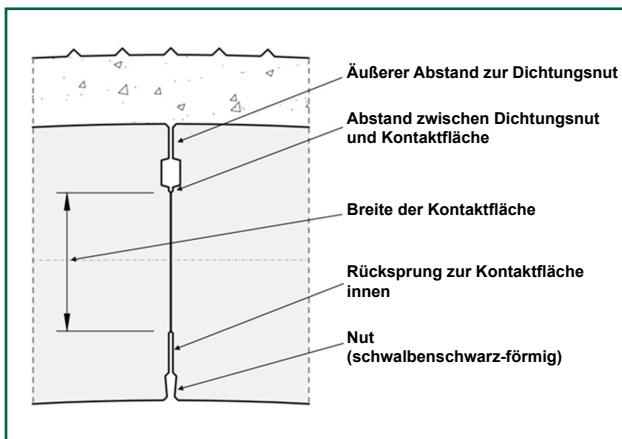 Äußerer Abstand zur Dichtungsnut
Abstand zwischen Dichtungsnut
und Kontaktfläche
Breite der Kontaktfläche
Rücksprung zur Kontaktfläche
innen
Nut
(schwalbenschwarz-förmig)